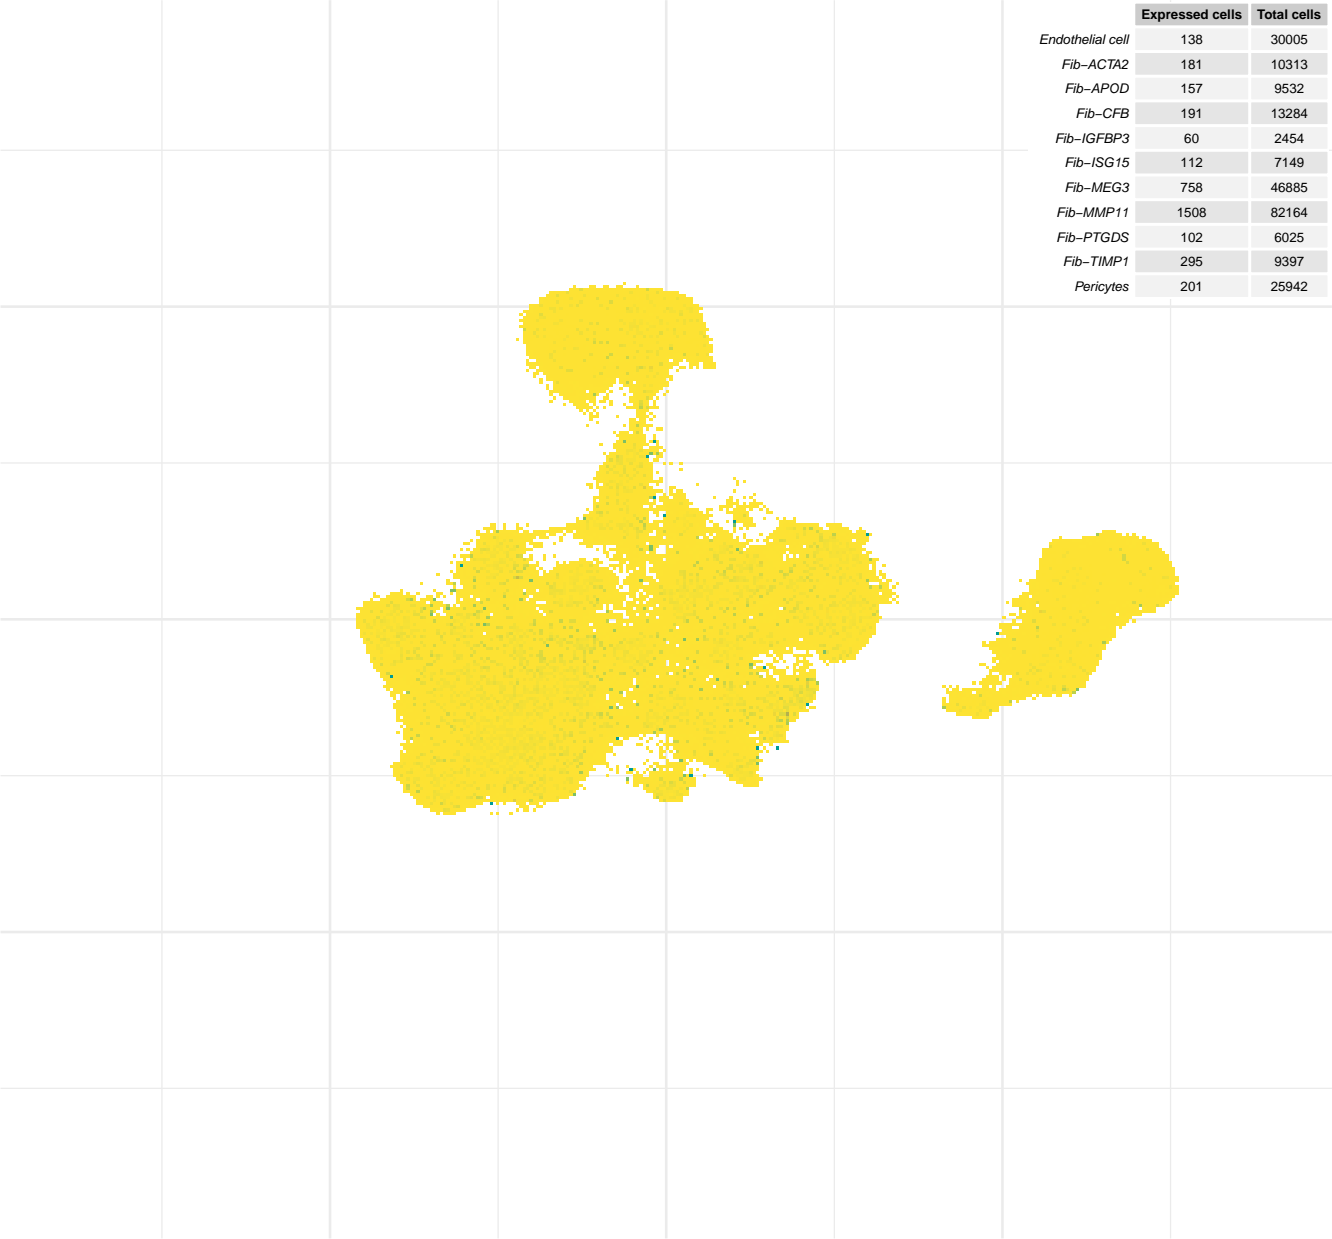 Expressed cells Total cells
Endothelial cell 138 30005
Fib−ACTA2 181 10313
Fib−APOD 157 9532
Fib−CFB 191 13284
Fib−IGFBP3 60 2454
Fib−ISG15 112 7149
Fib−MEG3 758 46885
Fib−MMP11 1508 82164
Fib−PTGDS 102 6025
Fib−TIMP1 295 9397
Pericytes 201 25942